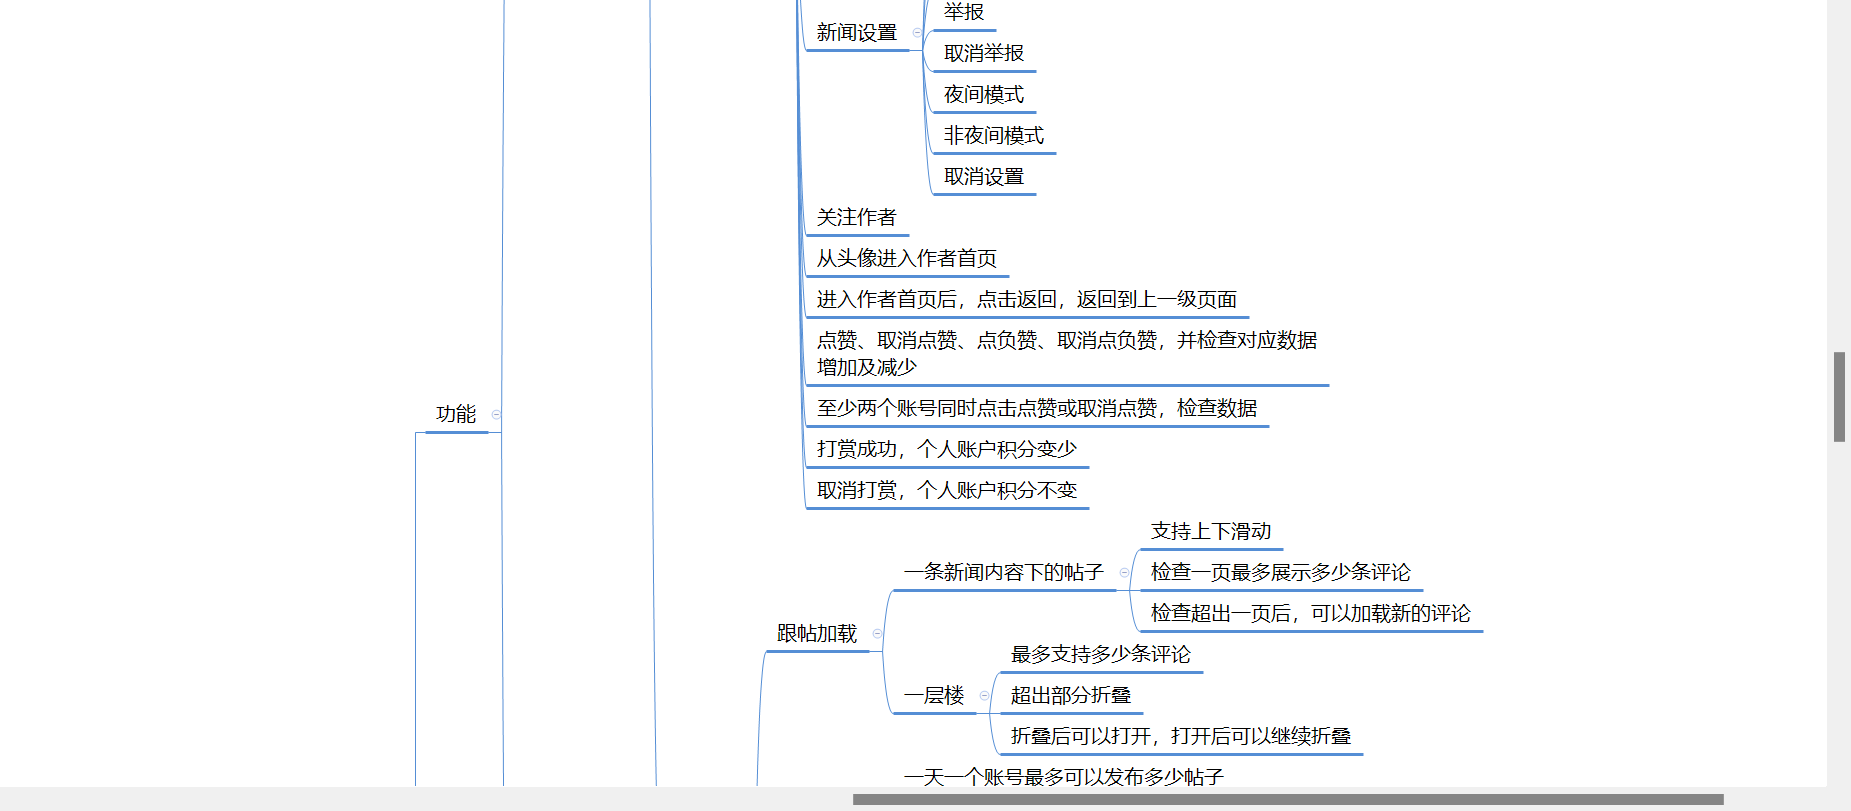 举报
新闻设置
取消举报
夜间模式
非夜间模式
取消设置
关注作者
从头像进入作者首页
进入作者首页后，点击返回，返回到上一级页面
点赞、取消点赞、点负赞、取消点负赞，并检查对应数据
增加及减少
功能
至少两个账号同时点击点赞或取消点赞，检查数据
打赏成功，个人账户积分变少
取消打赏，个人账户积分不变
支持上下滑动
一条新闻内容下的帖子
检查一页最多展示多少条评论
检查超出一页后，可以加载新的评论
跟帖加载
最多支持多少条评论
一层楼
超出部分折叠
折叠后可以打开，打开后可以继续折叠
一天一个账号最多可以发布多少帖子